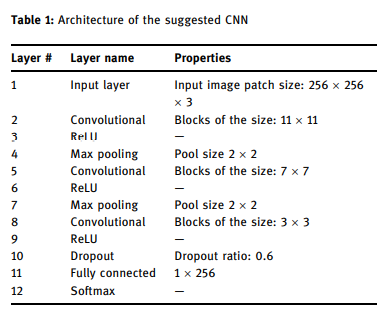 Table 1: Architecture of the suggested CNN
Layer # Layer name Properties
1 Input layer Input image patch size: 256 × 256
× 3
2 Convolutional Blocks of the size: 11 × 11
3 ReLU —
4 Max pooling Pool size 2 × 2
5 Convolutional Blocks of the size: 7 × 7
6 ReLU —
7 Max pooling Pool size 2 × 2
8 Convolutional Blocks of the size: 3 × 3
9 ReLU —
10 Dropout Dropout ratio: 0.6
11 Fully connected 1 × 256
12 Softmax —